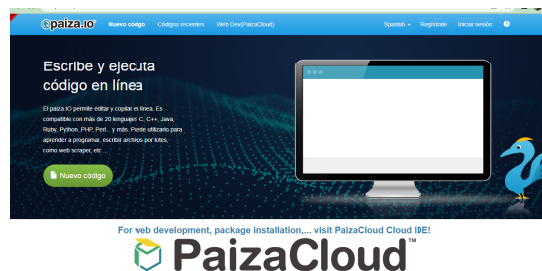 paiza.IO Nuevo código Códigos recientes Web Dev(PaizaCloud) Spanish Regístrate Iniciar sesión
Escribe y ejecuta
código en línea
El paiza.IO permite editar y copilar en línea. Es
compatible con más de 20 lenguajes C, C++, Java,
Ruby, Python, PHP, Perl... y más. Piede utilizarlo para
aprender a programar, escribir archivos por lotes,
como web scraper, etc ...
Nuevo código
For web development, package installation,... visit PaizaCloud Cloud IDE!
PaizaCloud™